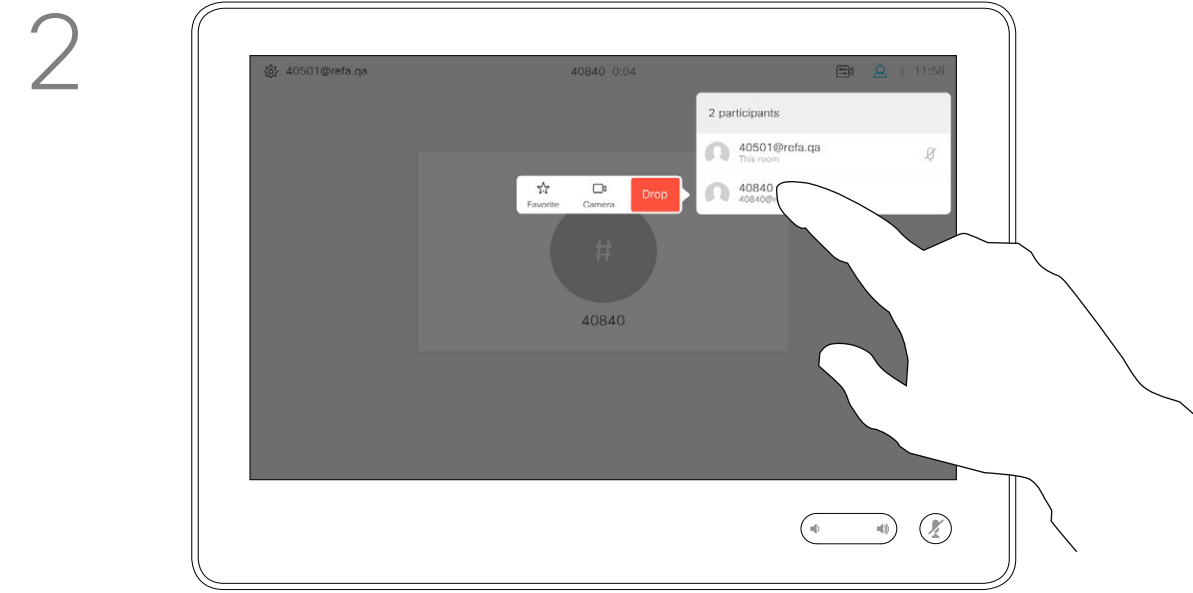 2
40501@refa.qa
40840 0:04
| 11:58
2 participants
40501@refa.qa
This room
40840
Favorite
Camera
Drop
#
40840